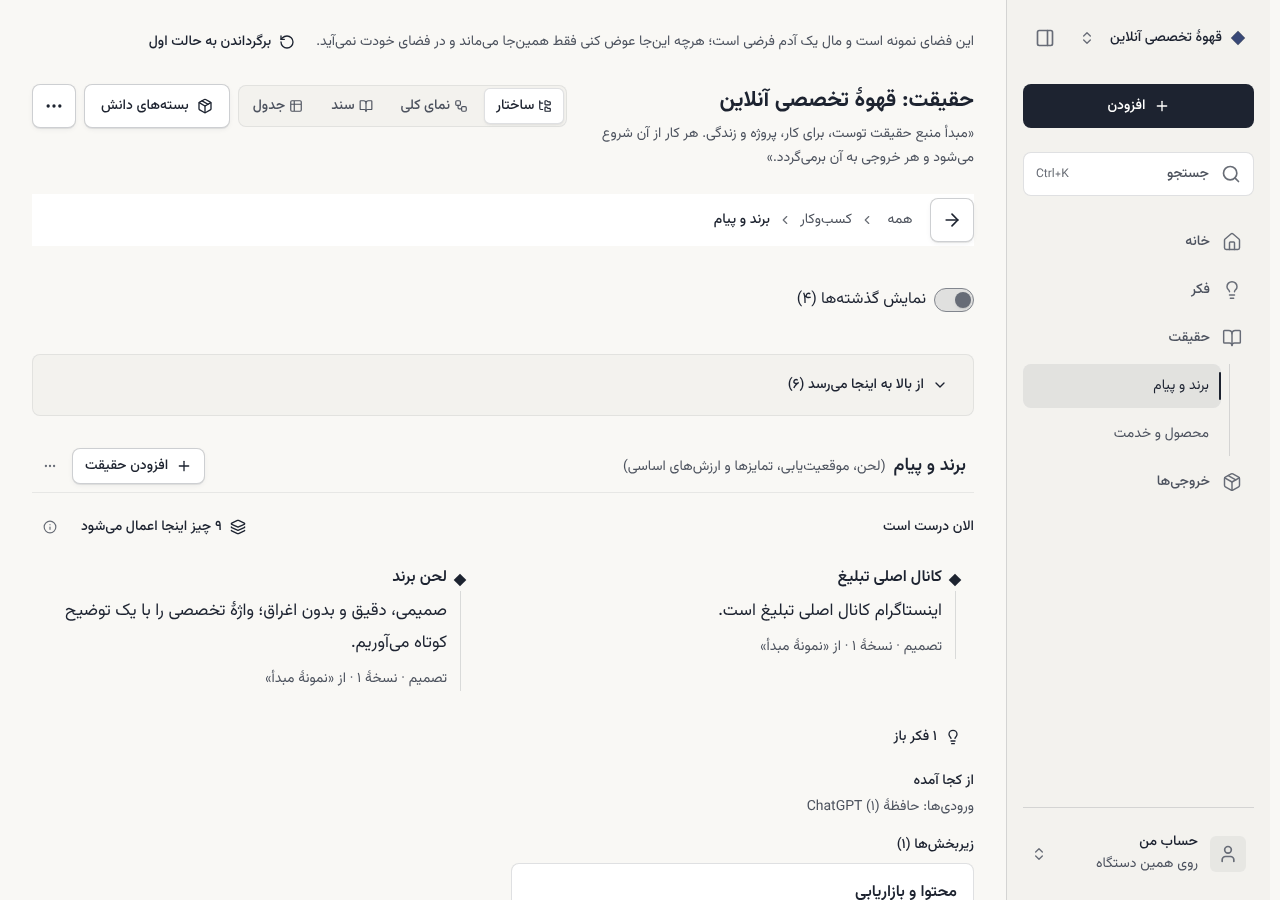 قهوهٔ تخصصی آنلاین
افزودن
جستجو
Ctrl+K
خانه
فکر
حقیقت
برند و پیام
محصول و خدمت
خروجی‌ها
حساب من
روی همین دستگاه
این فضای نمونه است و مال یک آدم فرضی است؛ هرچه این‌جا عوض کنی فقط همین‌جا می‌ماند و در فضای خودت نمی‌آید.
برگرداندن به حالت اول
حقیقت: قهوهٔ تخصصی آنلاین
«مبدأ منبع حقیقت توست، برای کار، پروژه و زندگی. هر کار از آن شروع
می‌شود و هر خروجی به آن برمی‌گردد.»
ساختار
نمای کلی
سند
جدول
بسته‌های دانش
همه
کسب‌وکار
برند و پیام
نمایش گذشته‌ها (۴)
از بالا به اینجا می‌رسد (۶)
برند و پیام (لحن، موقعیت‌یابی، تمایزها و ارزش‌های اساسی)
افزودن حقیقت
الان درست است
۹ چیز اینجا اعمال می‌شود
کانال اصلی تبلیغ
اینستاگرام کانال اصلی تبلیغ است.
تصمیم · نسخهٔ ۱ · از «نمونهٔ مبدأ»
لحن برند
صمیمی، دقیق و بدون اغراق؛ واژهٔ تخصصی را با یک توضیح
کوتاه می‌آوریم.
تصمیم · نسخهٔ ۱ · از «نمونهٔ مبدأ»
۱ فکر باز
از کجا آمده
ورودی‌ها: حافظهٔ ChatGPT (۱)
زیربخش‌ها (۱)
محتوا و بازاریابی